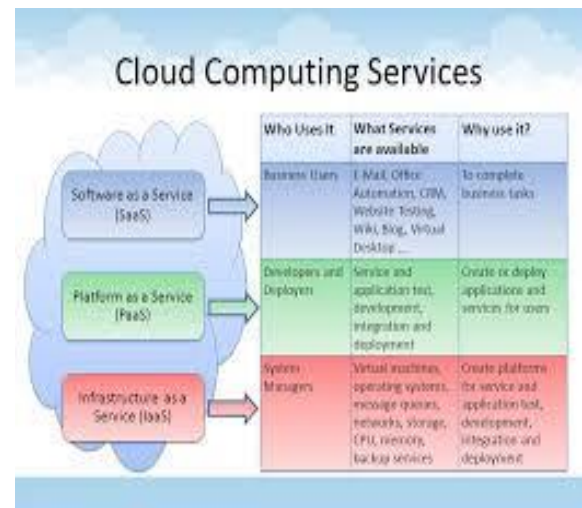 Cloud Computing Services
Who Uses It
What Services
are available
Why use it?
Software as a Service
(SaaS)
Business Users
E-Mail, Office
Automation, CRM,
Website Testing,
Wiki, Blog, Virtual
Desktop ...
To complete
business tasks
Platform as a Service
(PaaS)
Developers and
Deployers
Service and
application test,
development,
integration and
deployment
Create or deploy
applications and
services for users
Infrastructure as a
Service (IaaS)
System
Managers
Virtual machines,
operating systems,
message queues,
networks, storage,
CPU, memory,
backup services
Create platforms
for service and
application test,
development,
integration and
deployment